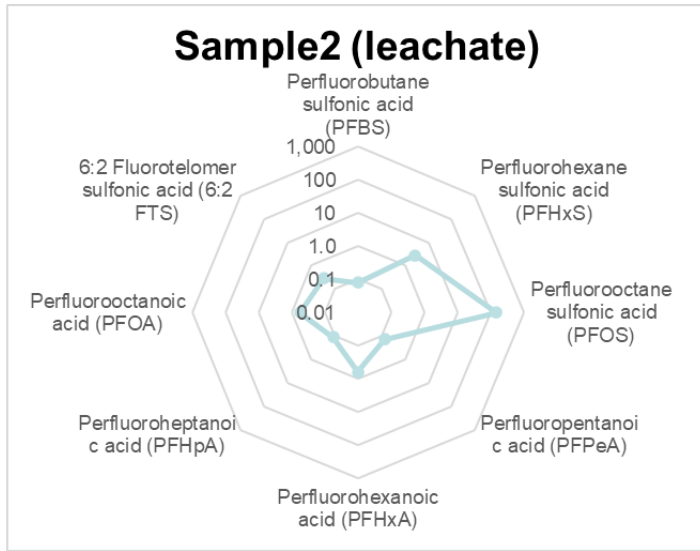 Sample2 (leachate)
Perfluorobutane
sulfonic acid
(PFBS)
1,000
100
10
1.0
0.1
0.01
Perfluorohexane
sulfonic acid
(PFHxS)
Perfluorooctane
sulfonic acid
(PFOS)
Perfluoropentanoi
c acid (PFPeA)
Perfluorohexanoic
acid (PFHxA)
Perfluoroheptanoi
c acid (PFHpA)
Perfluorooctanoic
acid (PFOA)
6:2 Fluorotelomer
sulfonic acid (6:2
FTS)